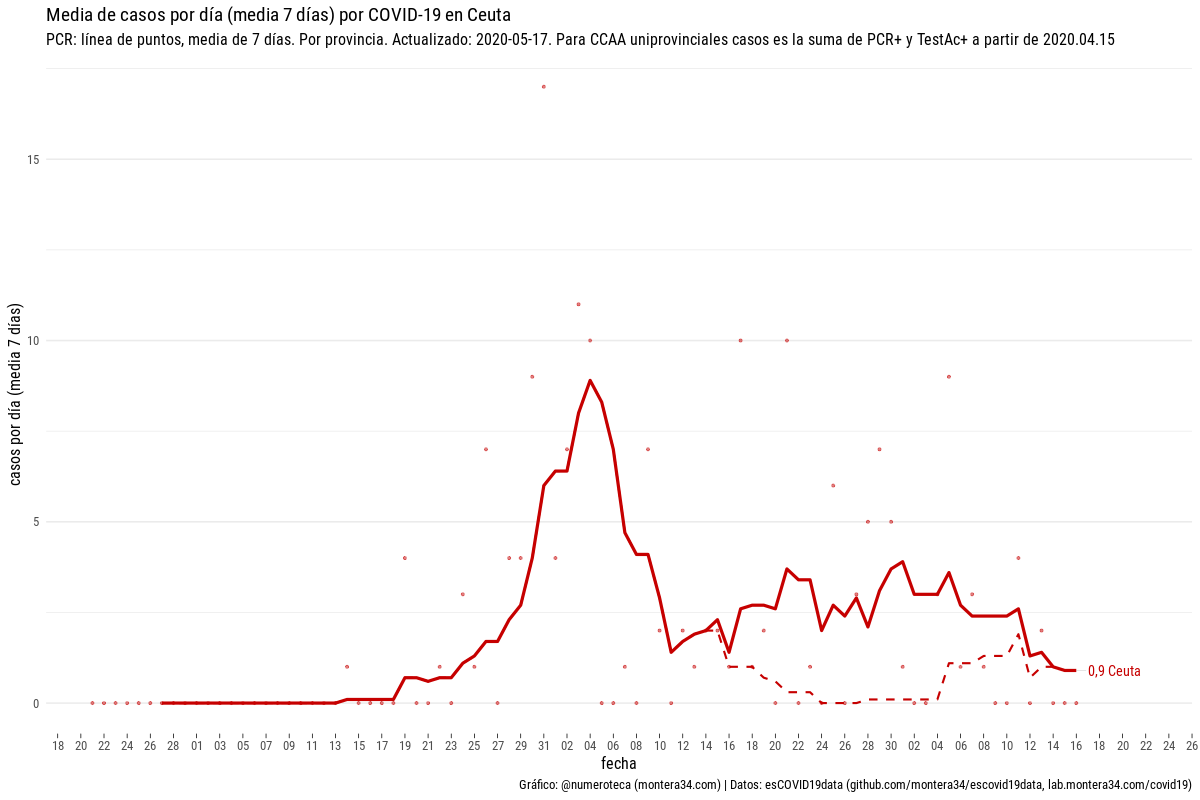 Media de casos por día (media 7 días) por COVID-19 en Ceuta
PCR: línea de puntos, media de 7 días. Por provincia. Actualizado: 2020-05-17. Para CCAA uniprovinciales casos es la suma de PCR+ y TestAc+ a partir de 2020.04.15
casos por día (media 7 días)
15
10
5
0
0,9 Ceuta
18 20 22 24 26 28 01 03 05 07 09 11 13 15 17 19 21 23 25 27 29 31 02 04 06 08 10 12 14 16 18 20 22 24 26 28 30 02 04 06 08 10 12 14 16 18 20 22 24 26
fecha
Gráfico: @numeroteca (montera34.com) | Datos: esCOVID19data (github.com/montera34/escovid19data, lab.montera34.com/covid19)